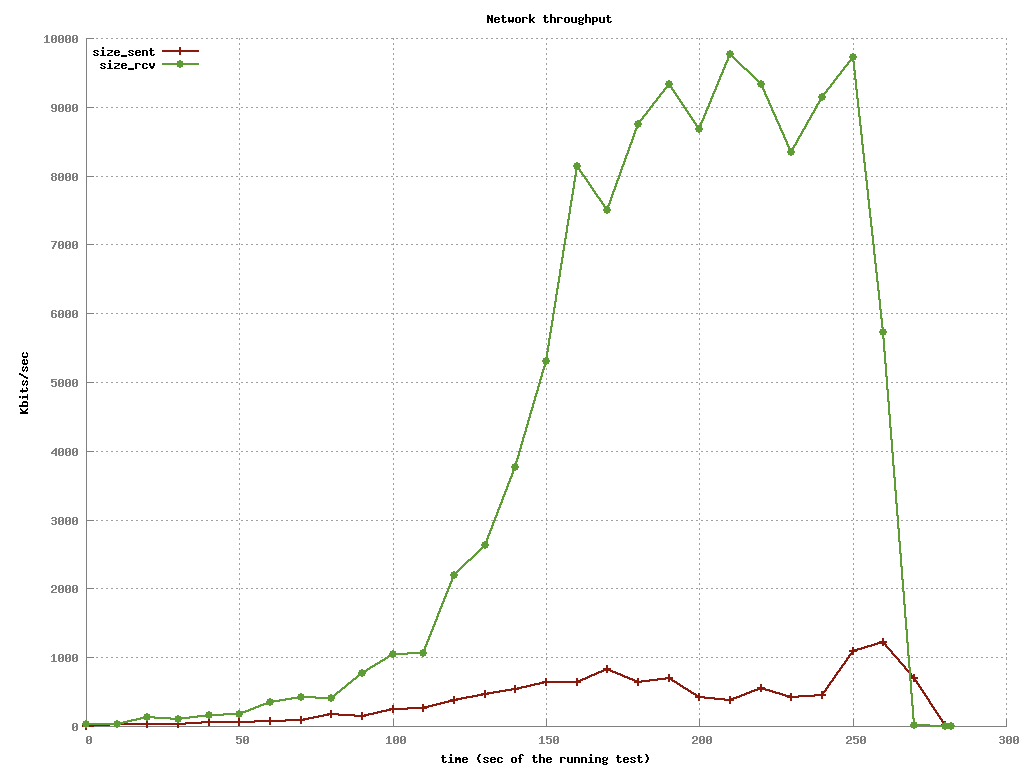 Network throughput
10000
size_sent
size_rcv
9000
8000
7000
6000
Kbits/sec
5000
4000
3000
2000
1000
0
0 50 100 150 200 250 300
time (sec of the running test)